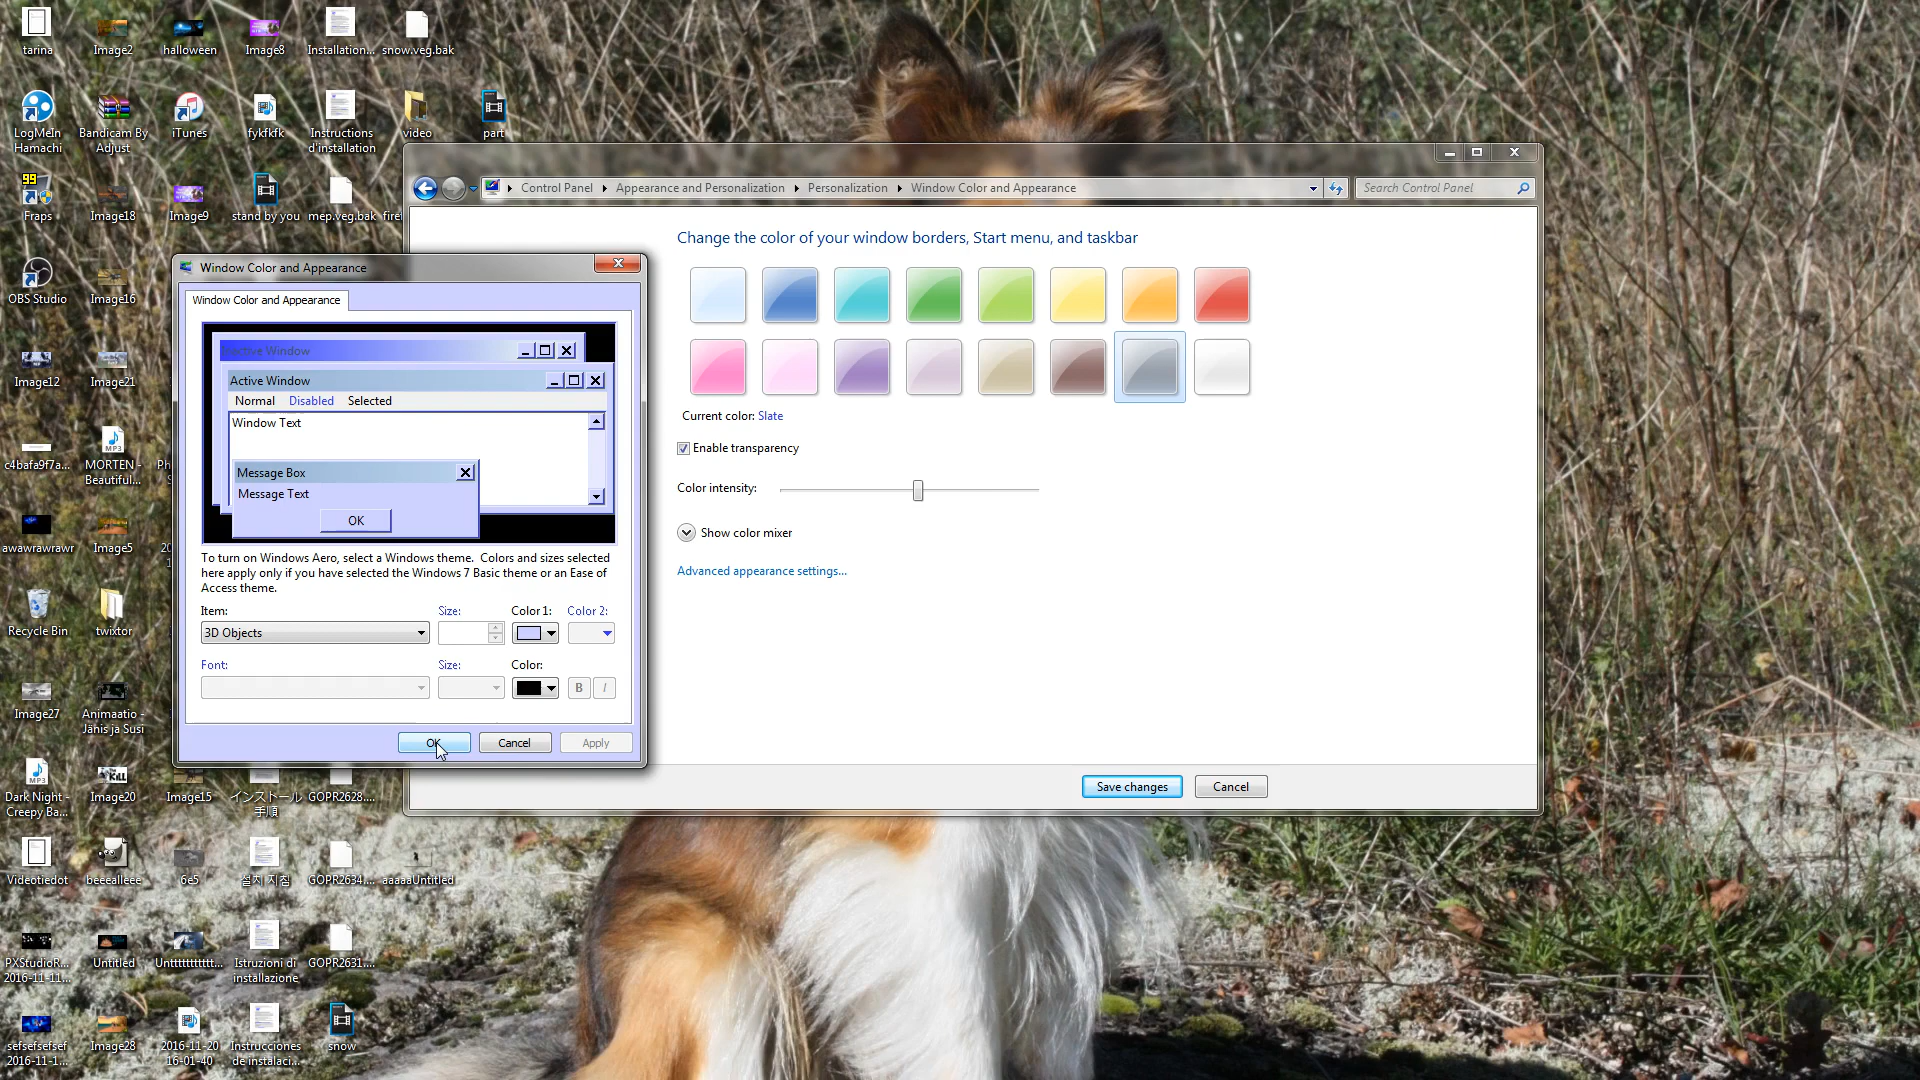 tarina
Image2
halloween
Image8
Installation...
snow.veg.bak
LogMeIn
Hamachi
Bandicam By
Adjust
iTunes
fykfkfk
Instructions
d'installation
video
part
99
Fraps
Image18
Image9
stand by you
mep.veg.bak
Control Panel
Appearance and Personalization
Personalization
Window Color and Appearance
Search Control Panel
Change the color of your window borders, Start menu, and taskbar
Current color: Slate
Enable transparency
Color intensity:
Show color mixer
Advanced appearance settings...
Save changes
Cancel
Window Color and Appearance
Window Color and Appearance
Inactive Window
Active Window
Normal
Disabled
Selected
Window Text
Message Box
Message Text
OK
To turn on Windows Aero, select a Windows theme. Colors and sizes selected
here apply only if you have selected the Windows 7 Basic theme or an Ease of
Access theme.
Item:
Size:
Color 1:
Color 2:
3D Objects
Font:
Size:
Color:
B
I
OK
Cancel
Apply
OBS Studio
Image16
Image12
Image21
c4bafa9f7a...
MORTEN -
Beautiful...
awawrawrawr
Image5
Recycle Bin
twixtor
Image27
Animaatio -
Jähis ja Susi
Dark Night -
Creepy Ba...
Image20
Image15
インストール
手順
GOPR2628....
Videotiedot
beeealleee
6e5
설치 지침
GOPR2634....
aaaaaUntitled
PXStudioR...
2016-11-11...
Untitled
Unttttttttttt...
Istruzioni di
installazione
GOPR2631....
sefsefsefsef
2016-11-1...
Image28
2016-11-20
16-01-40
Instrucciones
de instalaci...
snow